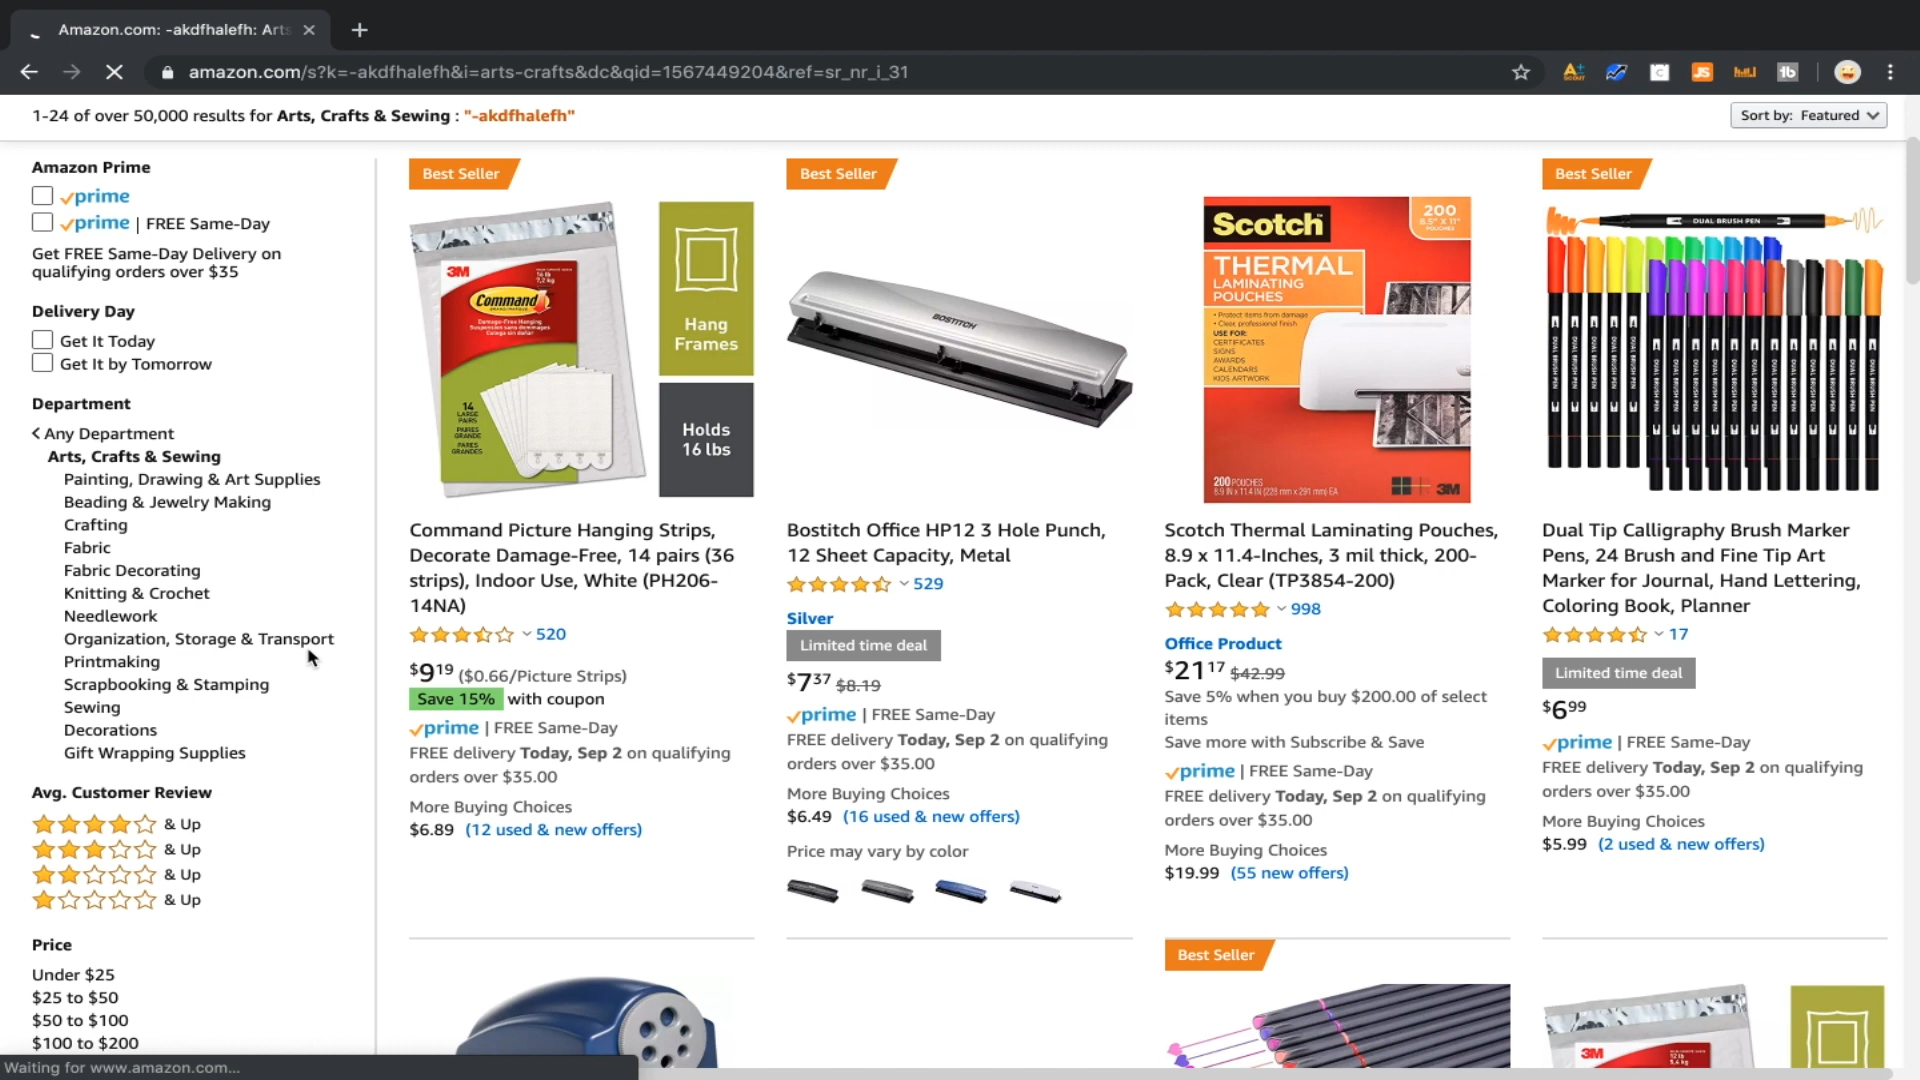 Amazon.com: -akdfhalefh: Arts
amazon.com/s?k=-akdfhalefh&i=arts-crafts&dc&qid=1567449204&ref=sr_nr_i_31
1-24 of over 50,000 results for Arts, Crafts & Sewing : "-akdfhalefh"
Sort by: Featured
Amazon Prime
prime
prime | FREE Same-Day
Get FREE Same-Day Delivery on
qualifying orders over $35
Delivery Day
Get It Today
Get It by Tomorrow
Department
Any Department
Arts, Crafts & Sewing
Painting, Drawing & Art Supplies
Beading & Jewelry Making
Crafting
Fabric
Fabric Decorating
Knitting & Crochet
Needlework
Organization, Storage & Transport
Printmaking
Scrapbooking & Stamping
Sewing
Decorations
Gift Wrapping Supplies
Avg. Customer Review
& Up
& Up
& Up
& Up
Price
Under $25
$25 to $50
$50 to $100
$100 to $200
Waiting for www.amazon.com...
Best Seller
3M
Command
14
LARGE
PAIRS
Hang
Frames
Holds
16 lbs
Command Picture Hanging Strips,
Decorate Damage-Free, 14 pairs (36
strips), Indoor Use, White (PH206-
14NA)
520
$9.19 ($0.66/Picture Strips)
Save 15% with coupon
prime | FREE Same-Day
FREE delivery Today, Sep 2 on qualifying
orders over $35.00
More Buying Choices
$6.89 (12 used & new offers)
Best Seller
BOSTITCH
Bostitch Office HP12 3 Hole Punch,
12 Sheet Capacity, Metal
529
Silver
Limited time deal
$7.37 $8.19
prime | FREE Same-Day
FREE delivery Today, Sep 2 on qualifying
orders over $35.00
More Buying Choices
$6.49 (16 used & new offers)
Price may vary by color
Scotch
200
8.5" X 11"
POUCHES
THERMAL
LAMINATING
POUCHES
• Protect items from damage
• Clear, professional finish
USE FOR:
CERTIFICATES
SIGNS
AWARDS
CALENDARS
KIDS ARTWORK
200 POUCHES
8.9 IN x 11.4 IN (228 mm x 291 mm) EA
3M
Scotch Thermal Laminating Pouches,
8.9 x 11.4-Inches, 3 mil thick, 200-
Pack, Clear (TP3854-200)
998
Office Product
$21.17 $42.99
Save 5% when you buy $200.00 of select
items
Save more with Subscribe & Save
prime | FREE Same-Day
FREE delivery Today, Sep 2 on qualifying
orders over $35.00
More Buying Choices
$19.99 (55 new offers)
Best Seller
DUAL BRUSH PEN
Dual Tip Calligraphy Brush Marker
Pens, 24 Brush and Fine Tip Art
Marker for Journal, Hand Lettering,
Coloring Book, Planner
17
Limited time deal
$6.99
prime | FREE Same-Day
FREE delivery Today, Sep 2 on qualifying
orders over $35.00
More Buying Choices
$5.99 (2 used & new offers)
Best Seller
3M